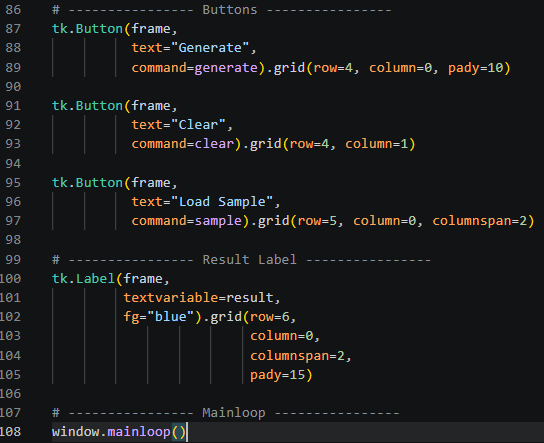 86 # ---------------- Buttons ----------------
87 tk.Button(frame,
88           text="Generate",
89           command=generate).grid(row=4, column=0, pady=10)
90
91 tk.Button(frame,
92           text="Clear",
93           command=clear).grid(row=4, column=1)
94
95 tk.Button(frame,
96           text="Load Sample",
97           command=sample).grid(row=5, column=0, columnspan=2)
98
99 # ---------------- Result Label ----------------
100 tk.Label(frame,
101          textvariable=result,
102          fg="blue").grid(row=6,
103                          column=0,
104                          columnspan=2,
105                          pady=15)
106
107 # ---------------- Mainloop ----------------
108 window.mainloop()